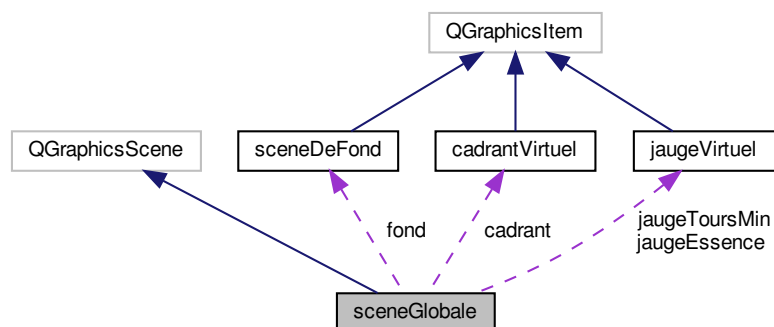 QGraphicsItem
QGraphicsScene
sceneDeFond
cadrantVirtuel
jaugeVirtuel
fond
cadrant
jaugeToursMin
jaugeEssence
sceneGlobale